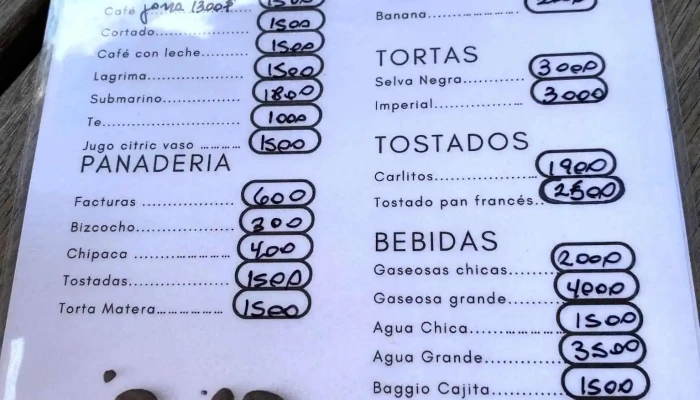 Café jarra 1300 1500
Cortado............... 1500
Café con leche........... 1500
Lagrima............... 1500
Submarino............... 1800
Te............... 1000
Jugo citric vaso .......... 1500
PANADERIA
Facturas ............... 600
Bizcocho............... 300
Chipaca ............... 400
Tostadas............... 1500
Torta Matera............... 1500
Banana...............
TORTAS
Selva Negra............... 3000
Imperial............... 3000
TOSTADOS
Carlitos............... 1900
Tostado pan francés.. 2500
BEBIDAS
Gaseosas chicas....... 2000
Gaseosa grande......... 4000
Agua Chica............... 1500
Agua Grande............. 3500
Baggio Cajita............. 1500